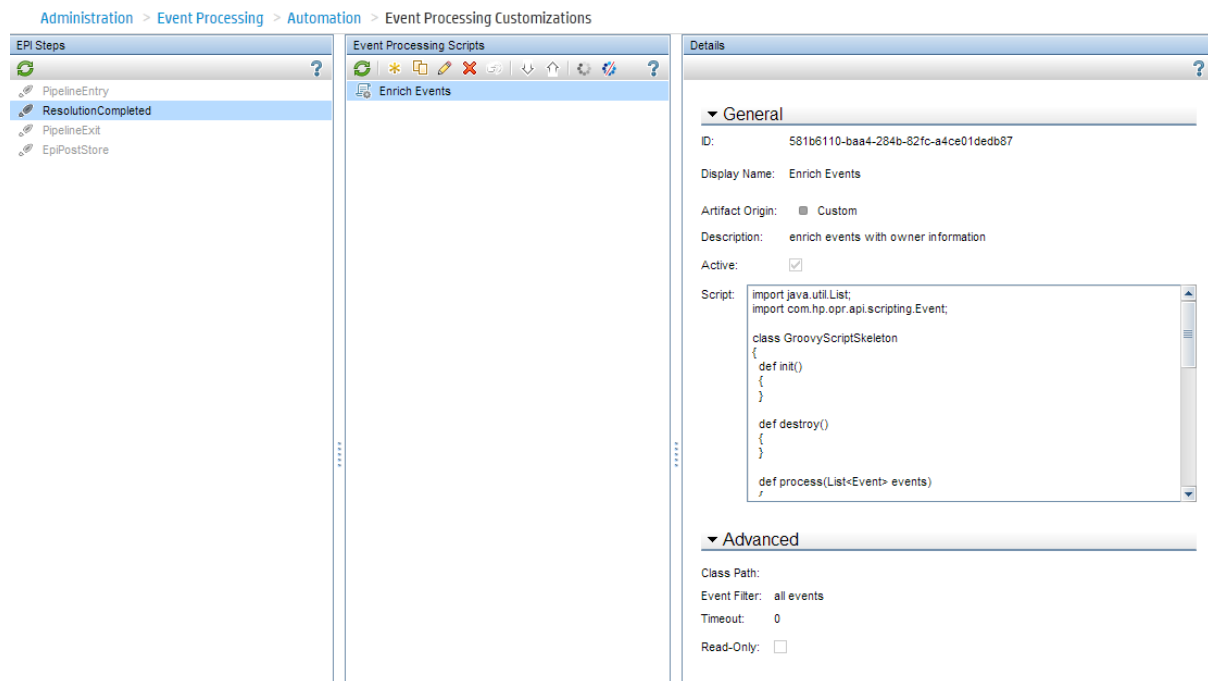 Administration > Event Processing > Automation > Event Processing Customizations
EPI Steps
?
PipelineEntry
ResolutionCompleted
PipelineExit
EpiPostStore
Event Processing Scripts
?
Enrich Events
Details
?
General
ID: 581b6110-baa4-284b-82fc-a4ce01dedb87
Display Name: Enrich Events
Artifact Origin: Custom
Description: enrich events with owner information
Active:
Script: import java.util.List;
import com.hp.opr.api.scripting.Event;
class GroovyScriptSkeleton
{
def init()
{
}
def destroy()
{
}
def process(List<Event> events)
Advanced
Class Path:
Event Filter: all events
Timeout: 0
Read-Only: